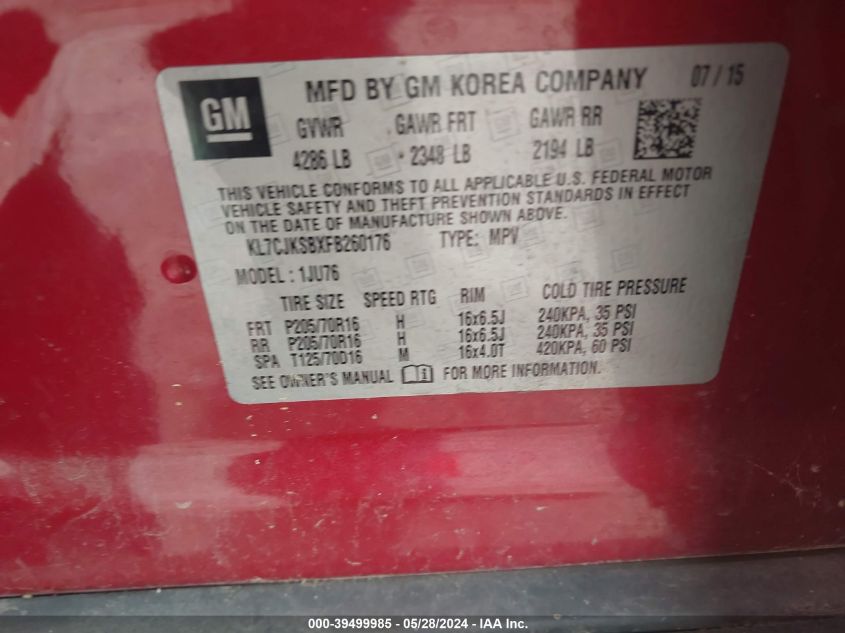 GM
MFD BY GM KOREA COMPANY 07/15
GVWR GAWR FRT GAWR RR
4286 LB 2348 LB 2194 LB
THIS VEHICLE CONFORMS TO ALL APPLICABLE U.S. FEDERAL MOTOR
VEHICLE SAFETY AND THEFT PREVENTION STANDARDS IN EFFECT
ON THE DATE OF MANUFACTURE SHOWN ABOVE.
KL7CJKSBXFB260176 TYPE: MPV
MODEL: 1JU76
TIRE SIZE SPEED RTG RIM COLD TIRE PRESSURE
FRT P205/70R16 H 16x6.5J 240KPA, 35 PSI
RR P205/70R16 H 16x6.5J 240KPA, 35 PSI
SPA T125/70D16 M 16x4.0T 420KPA, 60 PSI
SEE OWNER'S MANUAL i FOR MORE INFORMATION.
000-39499985 - 05/28/2024 - IAA Inc.